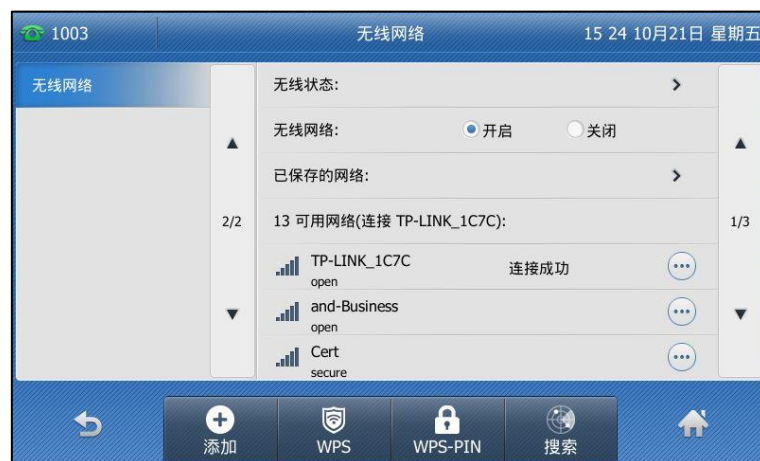 1003 无线网络 15 24 10月21日 星期五
无线网络
2/2
无线状态:
无线网络: 开启 关闭
已保存的网络:
13 可用网络(连接 TP-LINK_1C7C):
TP-LINK_1C7C 连接成功
open
and-Business
open
Cert
secure
1/3
添加 WPS WPS-PIN 搜索